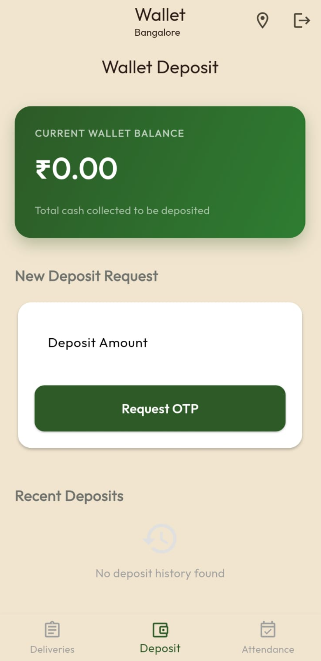 Wallet
Bangalore
Wallet Deposit
CURRENT WALLET BALANCE
₹0.00
Total cash collected to be deposited
New Deposit Request
Deposit Amount
Request OTP
Recent Deposits
No deposit history found
Deliveries
Deposit
Attendance